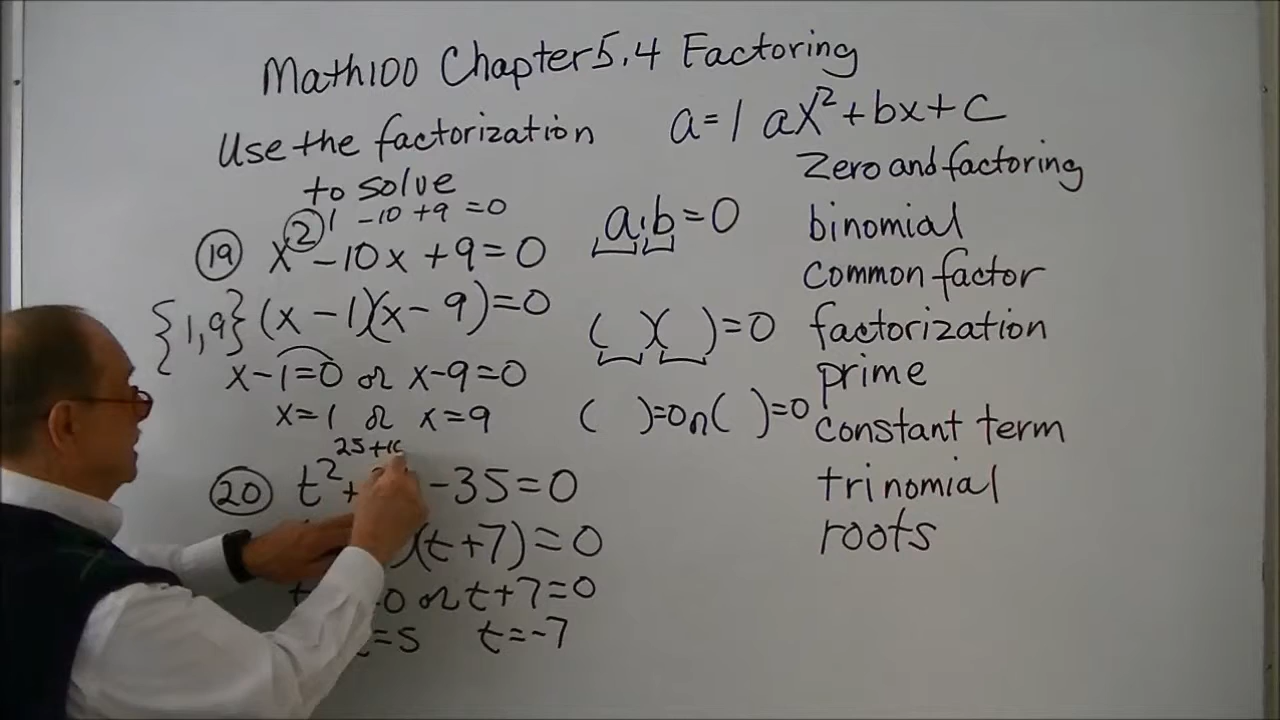 Math100 Chapter 5.4 Factoring
Use the factorization
to solve
1 -10 +9 =0
19 x² -10x +9=0
{1,9} (x -1)(x- 9)=0
x-1=0 or x-9=0
x=1 or x=9
25+10
20 t² + -35=0
(t+7)=0
0 or t+7=0
=5 t=-7
a=1 ax²+bx+c
a·b=0
( )( )=0
( )=0 or ( )=0
Zero and factoring
binomial
common factor
factorization
prime
constant term
trinomial
roots